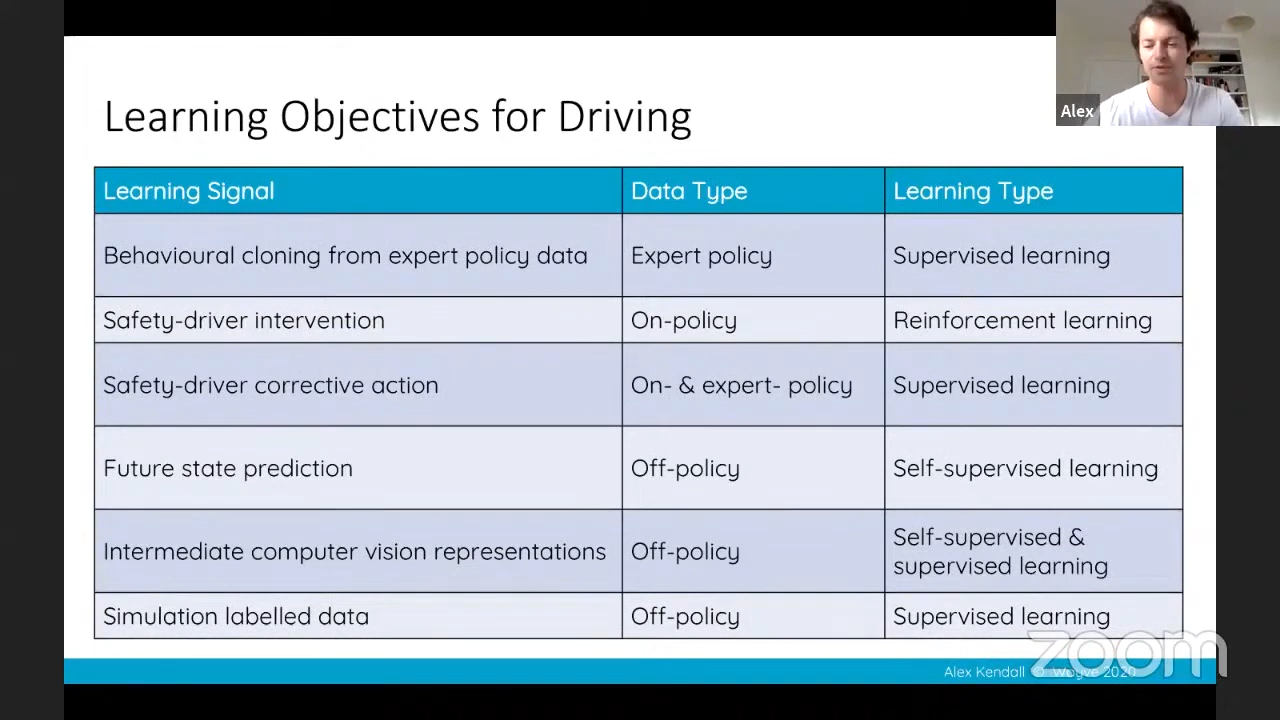 Alex
Learning Objectives for Driving
Learning Signal Data Type Learning Type
Behavioural cloning from expert policy data Expert policy Supervised learning
Safety-driver intervention On-policy Reinforcement learning
Safety-driver corrective action On- & expert- policy Supervised learning
Future state prediction Off-policy Self-supervised learning
Intermediate computer vision representations Off-policy Self-supervised &
supervised learning
Simulation labelled data Off-policy Supervised learning
zoom
Alex Kendall © Wayve 2020